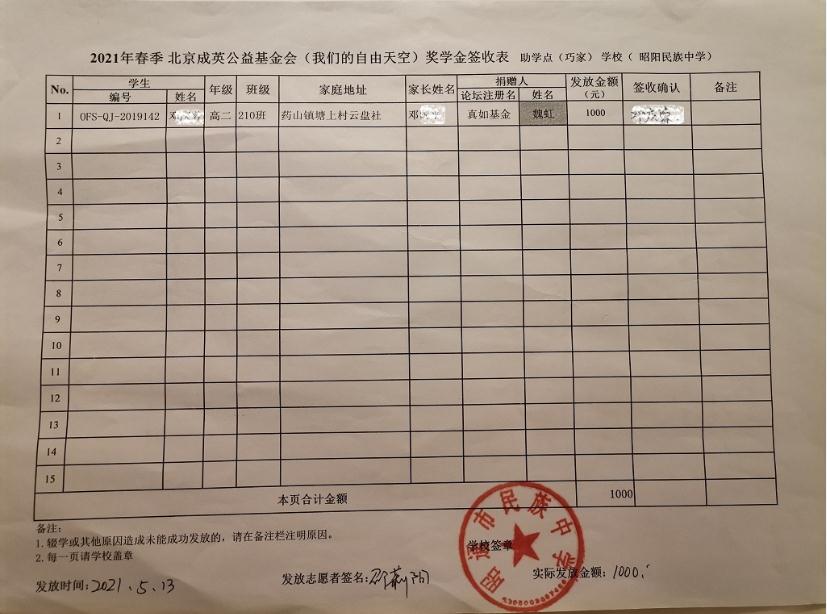 2021年春季 北京成英公益基金会（我们的自由天空）奖学金签收表 助学点（巧家） 学校（ 昭阳民族中学）
No. 学生 年级 班级 家庭地址 家长姓名 捐赠人 发放金额（元） 签收确认 备注
编号 姓名 论坛注册名 姓名
1 OFS-QJ-2019142 高二 210班 药山镇塘上村云盘社 邓 真如基金 魏虹 1000
2
3
4
5
6
7
8
9
10
11
12
13
14
15
本页合计金额 1000
备注：
1. 辍学或其他原因造成未能成功发放的，请在备注栏注明原因。
2. 每一页请学校盖章
学校签章
市民族中学
发放时间：2021.5.13 发放志愿者签名： 实际发放金额：1000.